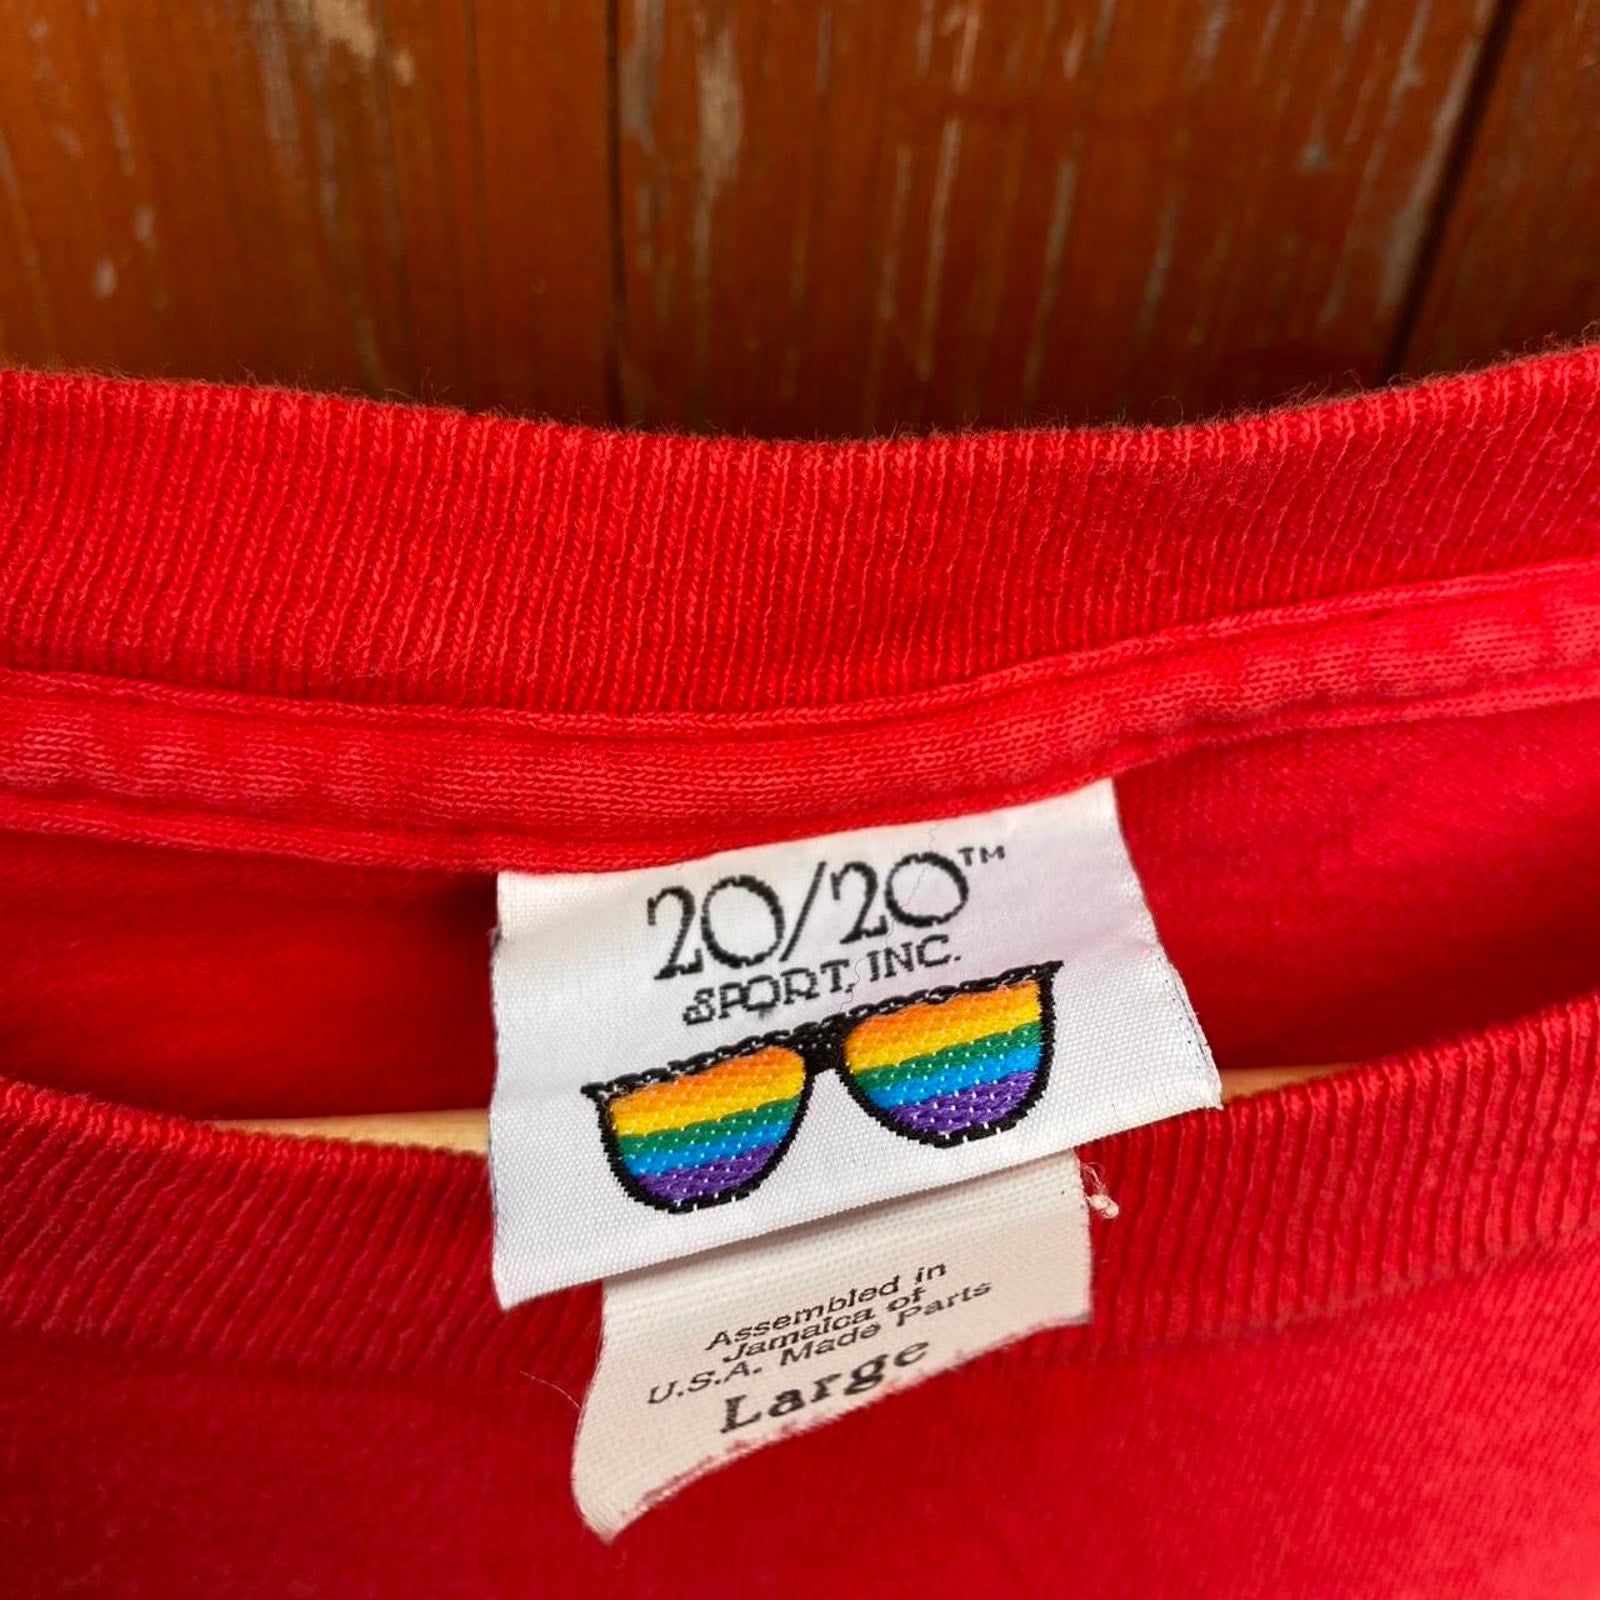 20/20™
SPORT, INC.
Assembled in
Jamaica of
U.S.A. Made Parts
Large